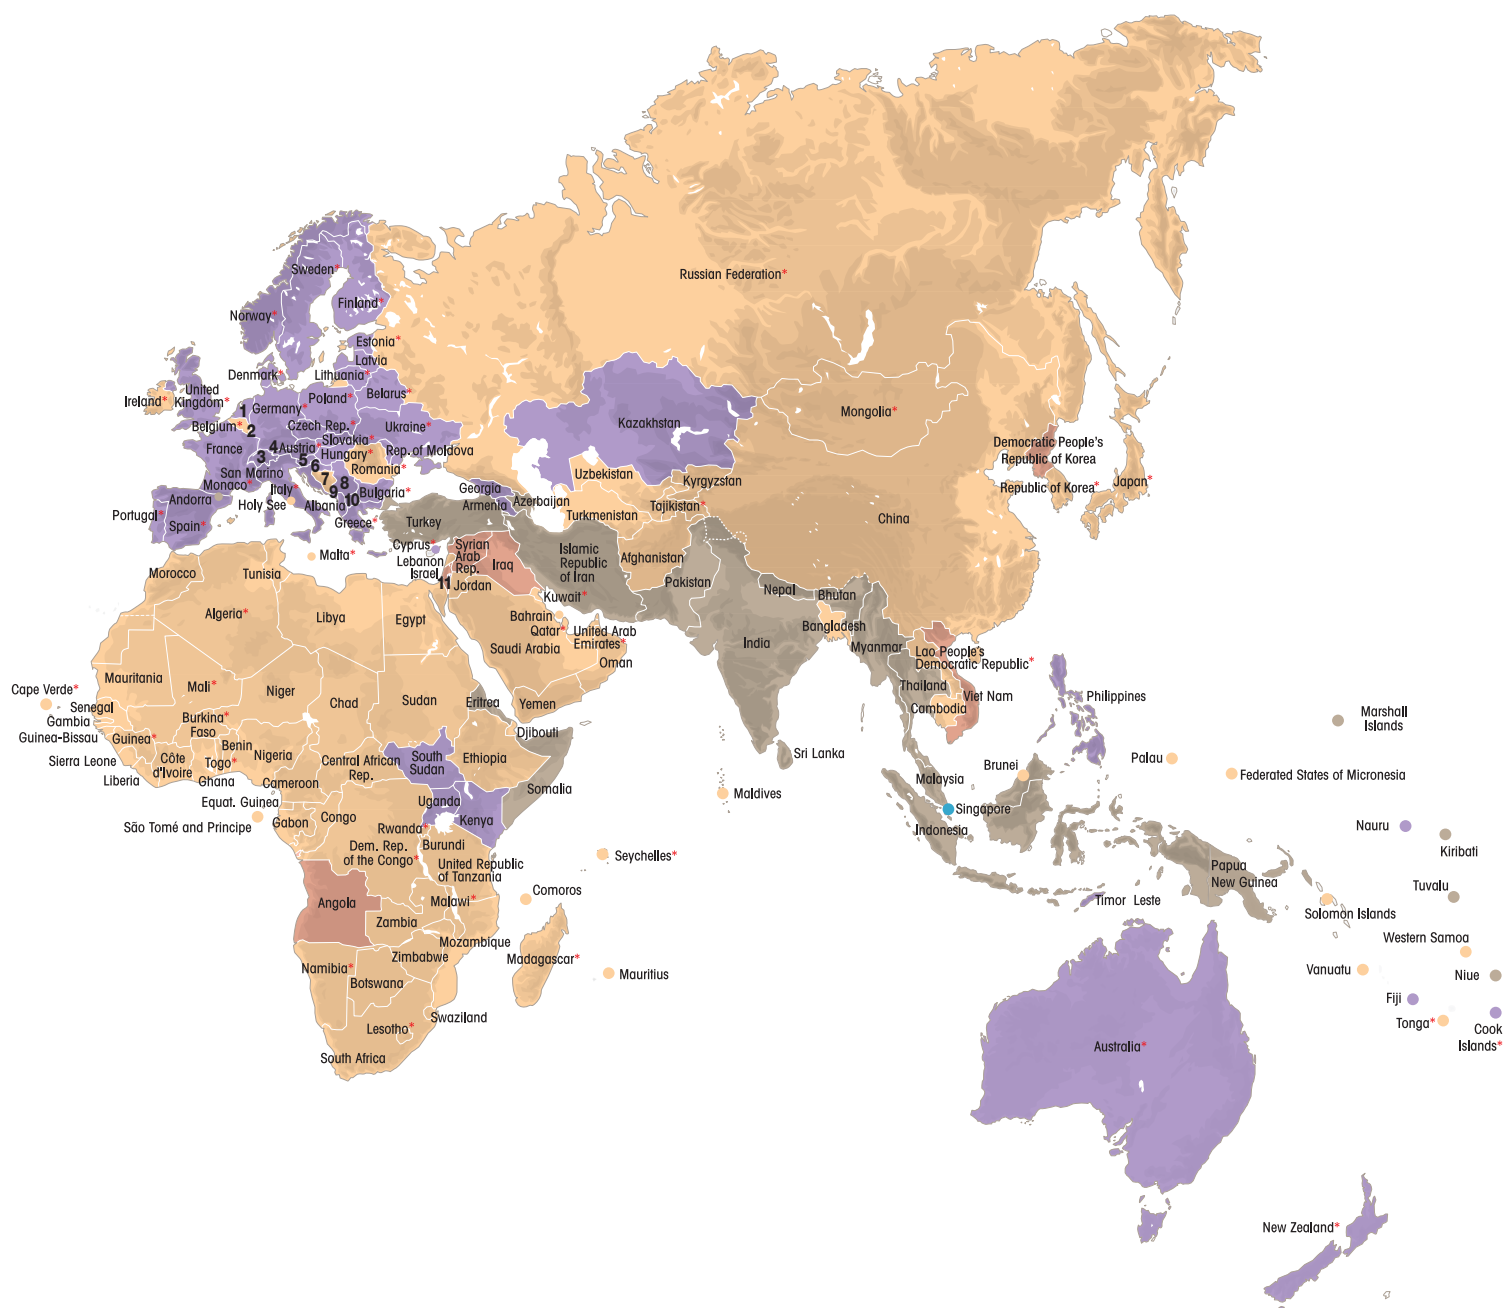 Russian Federation*
Sweden*
Finland*
Norway*
Estonia*
Latvia
Denmark*
Lithuania*
United
Kingdom*
Ireland*
Belarus*
Poland*
1
Germany*
Belgium*
2
Czech Rep.*
Ukraine*
Slovakia*
France
4
Austria*
Hungary*
Rep. of Moldova
3
5
6
San Marino
Romania*
7
8
Monaco*
Italy*
9
10
Bulgaria*
Andorra
Holy See
Albania
Portugal*
Spain*
Greece*
Malta*
Kazakhstan
Mongolia*
Democratic People's
Republic of Korea
Republic of Korea*
Japan*
Uzbekistan
Kyrgyzstan
Georgia
Armenia
Azerbaijan
Turkmenistan
Tajikistan*
China
Turkey
Cyprus*
Syrian
Arab
Rep.
Lebanon
Israel
11
Iraq
Jordan
Islamic
Republic
of Iran
Afghanistan
Pakistan
Nepal
Bhutan
Kuwait*
Bahrain
Qatar*
United Arab
Emirates*
Saudi Arabia
Oman
Yemen
Bangladesh
India
Myanmar
Lao People's
Democratic Republic*
Thailand
Viet Nam
Cambodia
Philippines
Sri Lanka
Maldives
Malaysia
Brunei
Singapore
Indonesia
Palau*
Federated States of Micronesia
Marshall
Islands
Nauru
Kiribati
Papua
New Guinea
Tuvalu
Timor Leste
Solomon Islands
Western Samoa
Vanuatu
Niue
Fiji
Tonga*
Cook
Islands*
Australia*
New Zealand*
Morocco
Tunisia
Algeria*
Libya
Egypt
Mauritania
Mali*
Niger
Chad
Sudan
Eritrea
Cape Verde*
Senegal
Gambia
Guinea-Bissau
Guinea*
Burkina*
Faso
Benin
Nigeria
Djibouti
Sierra Leone
Côte
d'Ivoire
Togo*
Liberia
Ghana
Cameroon
Central African
Rep.
South
Sudan
Ethiopia
Somalia
Equat. Guinea
São Tomé and Principe
Gabon
Congo
Uganda
Kenya
Rwanda*
Burundi
Dem. Rep.
of the Congo*
United Republic
of Tanzania
Seychelles*
Comoros
Angola
Malawi*
Zambia
Mozambique
Zimbabwe
Madagascar*
Mauritius
Namibia*
Botswana
Swaziland
Lesotho*
South Africa